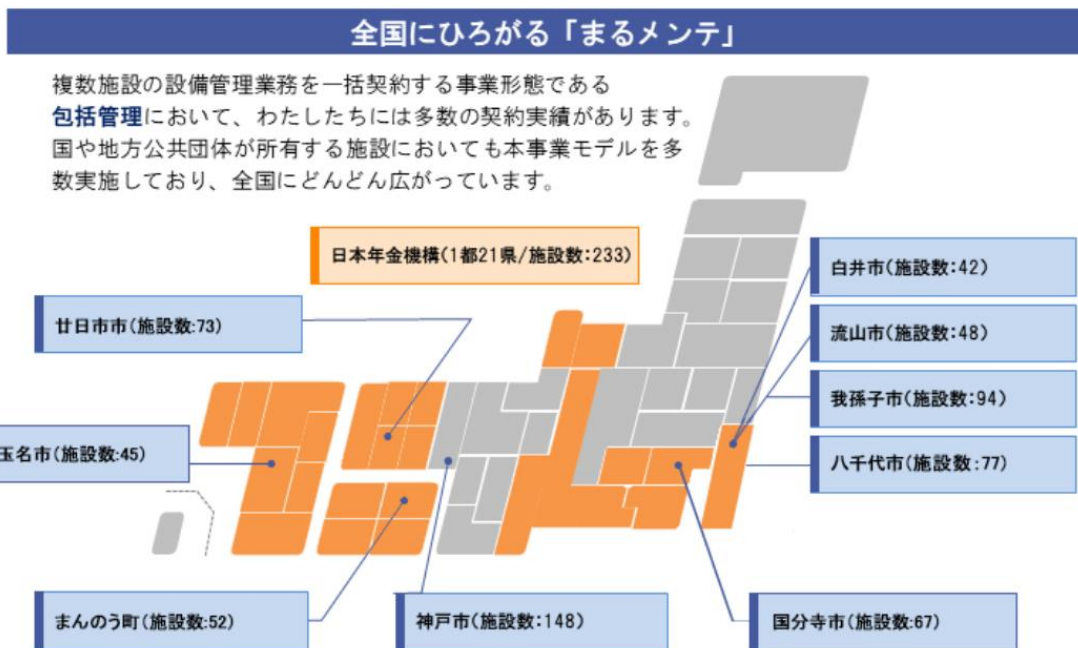 全国にひろがる「まるメンテ」
複数施設の設備管理業務を一括契約する事業形態である
包括管理において、わたしたちには多数の契約実績があります。
国や地方公共団体が所有する施設においても本事業モデルを多
数実施しており、全国にどんどん広がっています。
日本年金機構(1都21県/施設数:233)
白井市(施設数:42)
廿日市市(施設数:73)
流山市(施設数:48)
我孫子市(施設数:94)
玉名市(施設数:45)
八千代市(施設数:77)
まんのう町(施設数:52)
神戸市(施設数:148)
国分寺市(施設数:67)